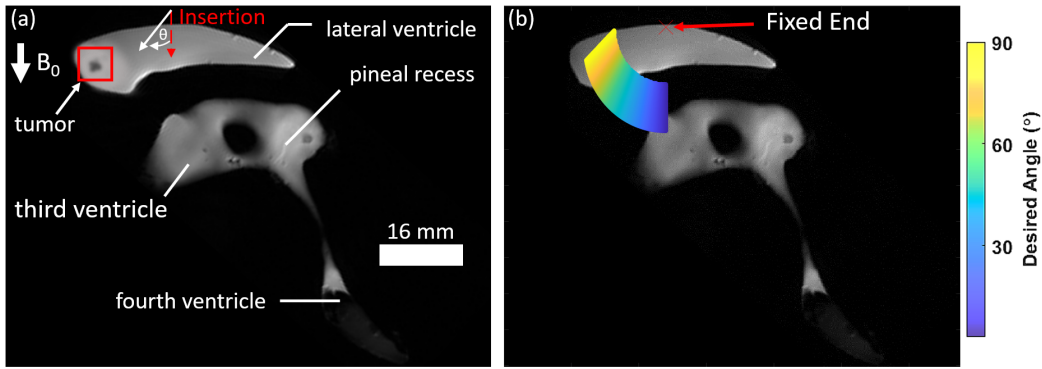 (a)
Insertion
θ
lateral ventricle
B₀
pineal recess
tumor
third ventricle
16 mm
fourth ventricle
(b)
Fixed End
90
60
30
Desired Angle (°)